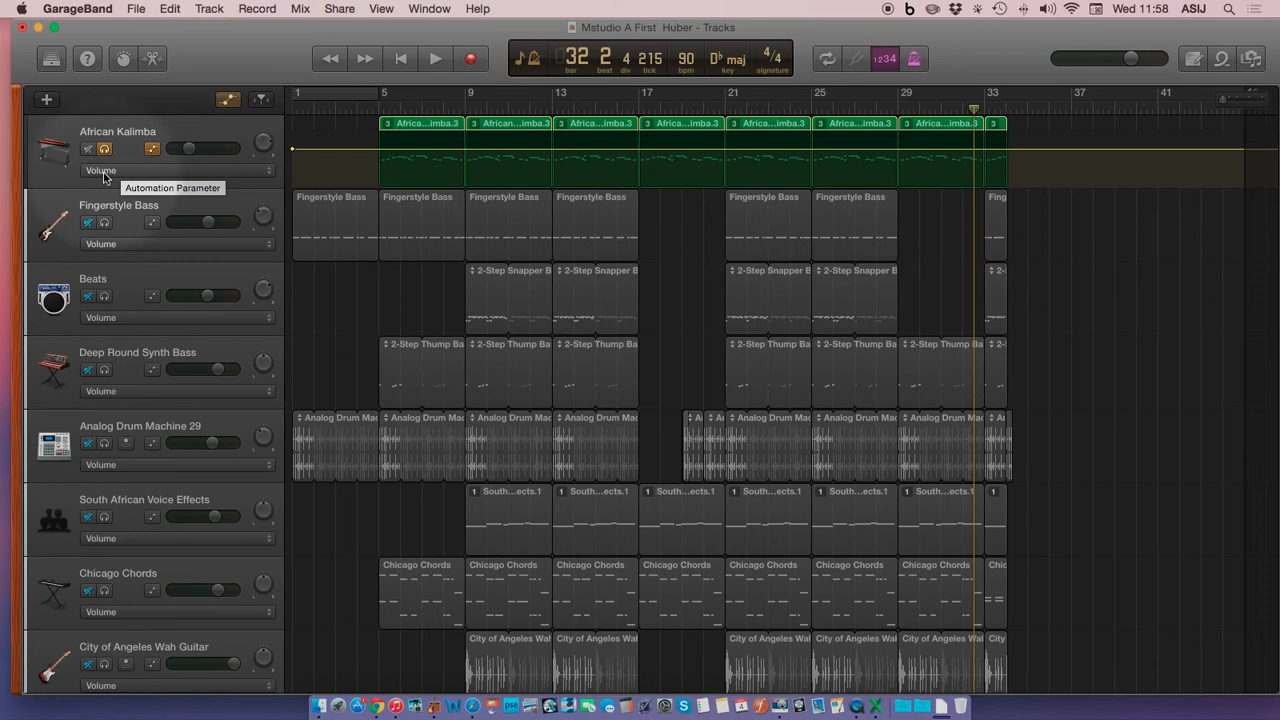 GarageBand File Edit Track Record Mix Share View Window Help Wed 11:58 ASIJ
Mstudio A First Huber - Tracks
32 2 4 215 90 D♭ maj 4/4
bar beat div tick bpm key signature
1234
1 5 9 13 17 21 25 29 33 37 41
African Kalimba
3 Africa...imba.3 3 African...imba.3 3 Africa...imba.3 3 Africa...imba.3 3 Africa...imba.3 3 Africa...imba.3 3 Africa...imba.3 3
Volume
Automation Parameter
Fingerstyle Bass
Fingerstyle Bass Fingerstyle Bass Fingerstyle Bass Fingerstyle Bass Fingerstyle Bass Fingerstyle Bass Fing
Volume
Beats
2-Step Snapper B 2-Step Snapper B 2-Step Snapper B 2-Step Snapper B 2-
Volume
Deep Round Synth Bass
2-Step Thump Ba 2-Step Thump Ba 2-Step Thump Ba 2-Step Thump Ba 2-Step Thump Ba 2-Step Thump Ba 2-
Volume
Analog Drum Machine 29
Analog Drum Mac Analog Drum Mac Analog Drum Mac Analog Drum Mac A Ar Analog Drum Mac Analog Drum Mac Analog Drum Mac Ar
Volume
South African Voice Effects
1 South...ects.1 1 South...ects.1 1 South...ects.1 1 South...ects.1 1 South...ects.1 1 South...ects.1 1
Volume
Chicago Chords
Chicago Chords Chicago Chords Chicago Chords Chicago Chords Chicago Chords Chicago Chords Chicago Chords Chic
Volume
City of Angeles Wah Guitar
City of Angeles Wah City of Angeles Wah City of Angeles Wah City of Angeles Wah City
Volume